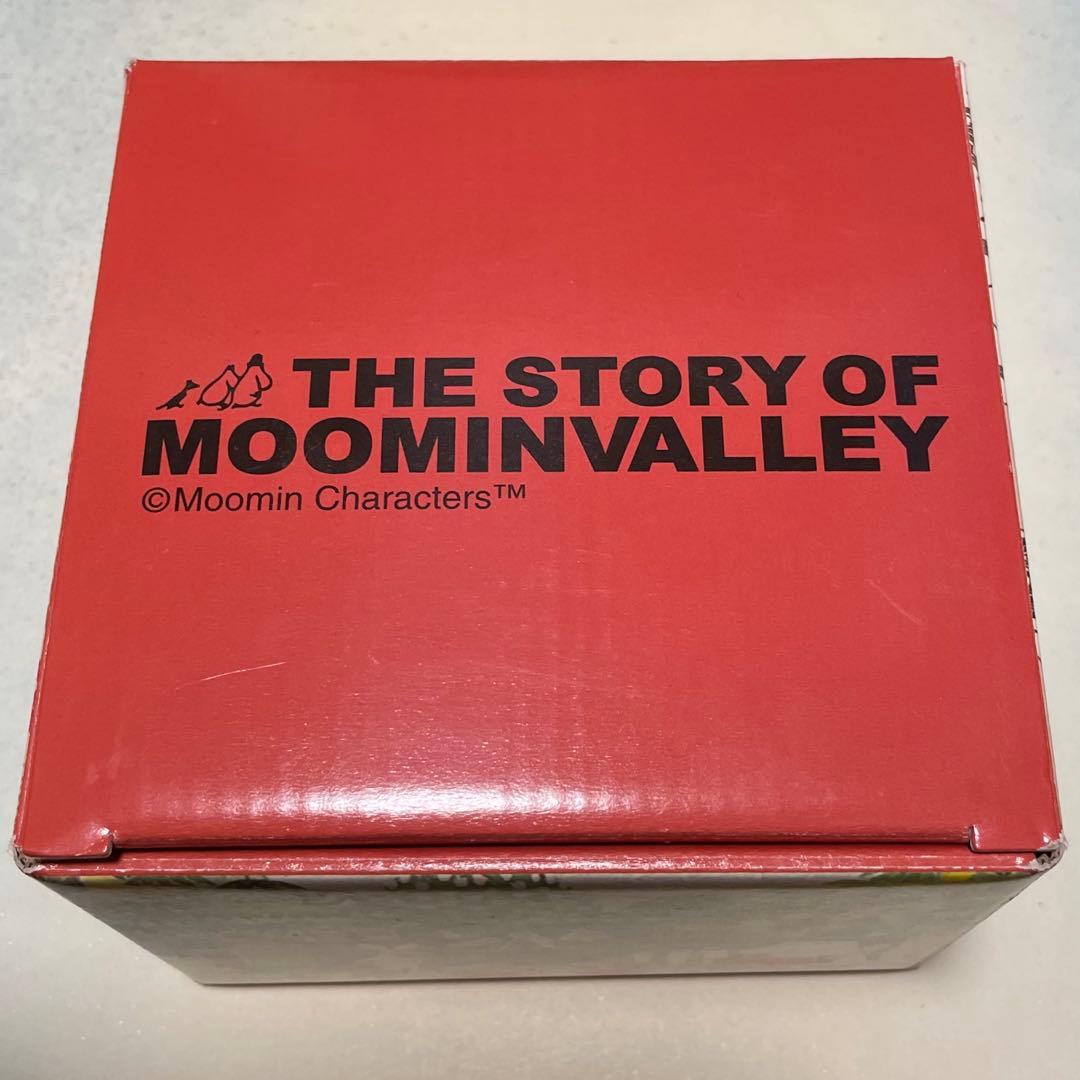 THE STORY OF
MOOMINVALLEY
©Moomin Characters™